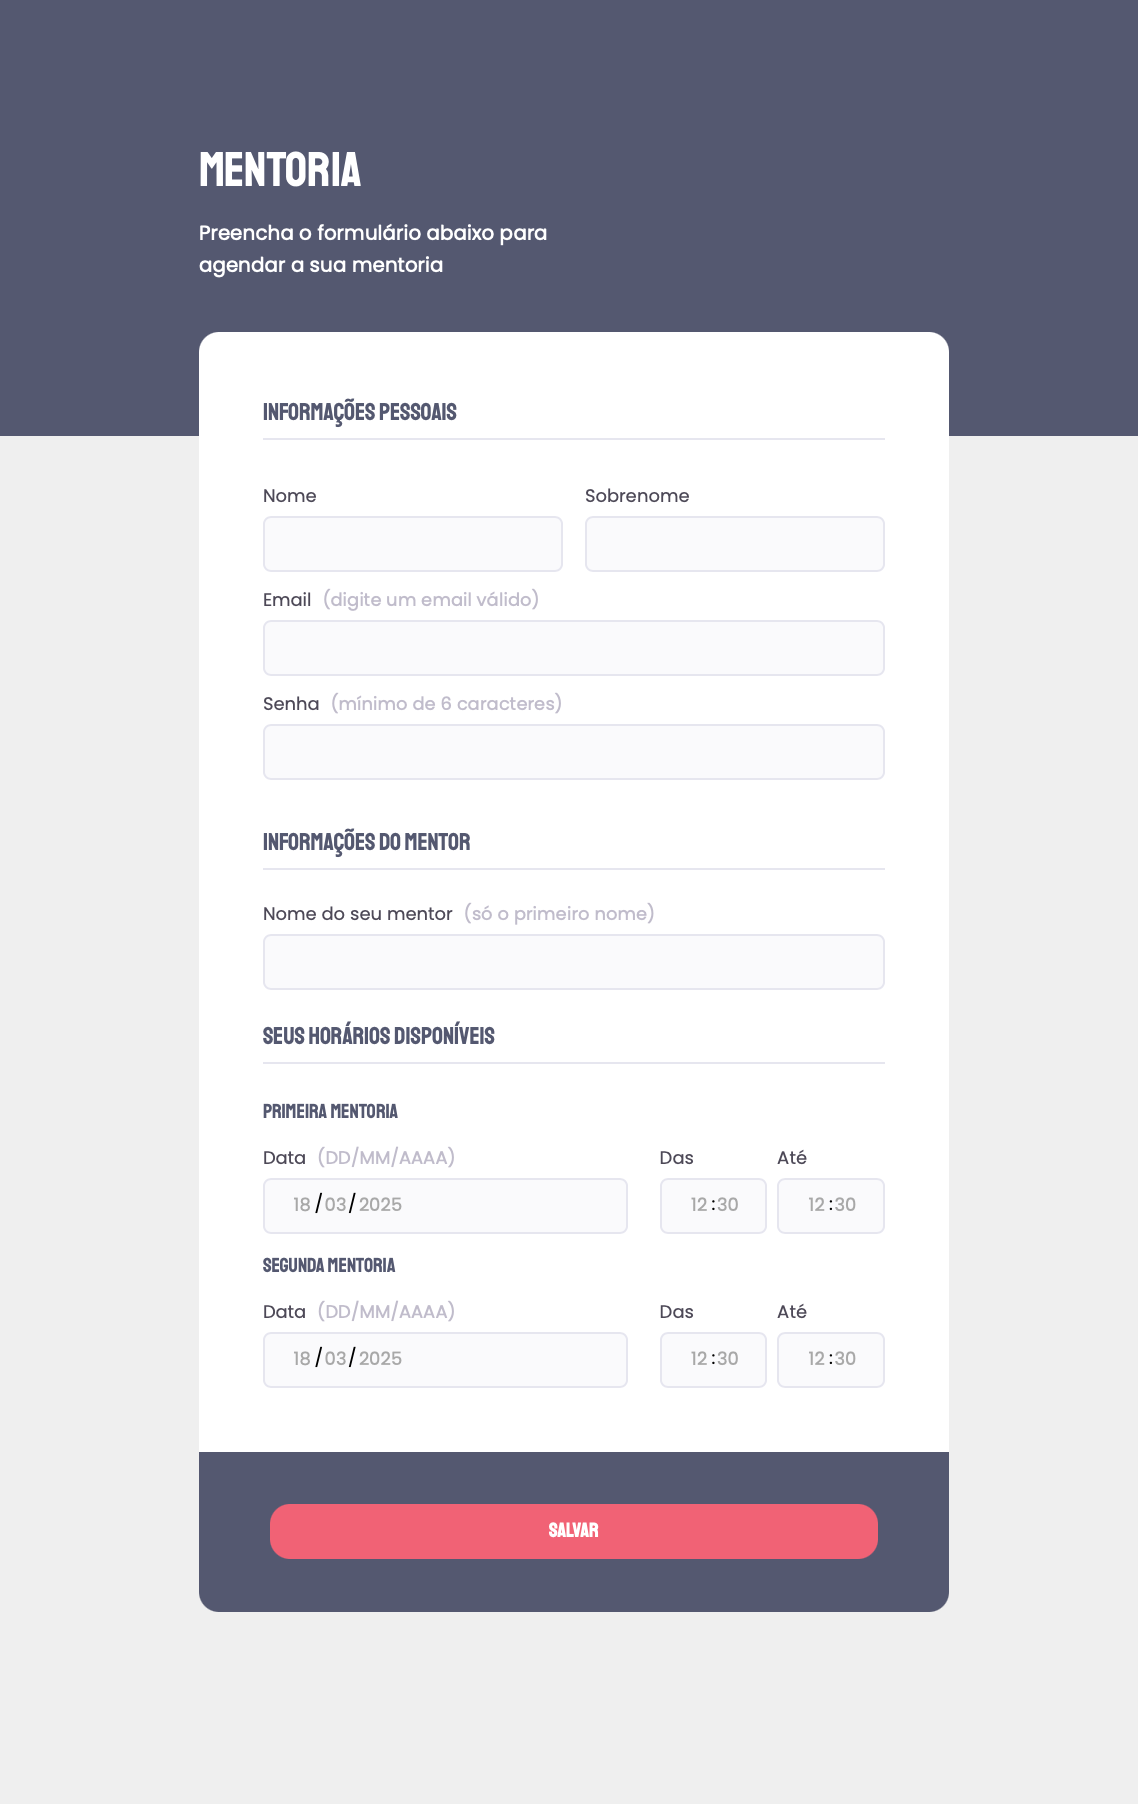 MENTORIA
Preencha o formulário abaixo para
agendar a sua mentoria
INFORMAÇÕES PESSOAIS
Nome Sobrenome
Email (digite um email válido)
Senha (mínimo de 6 caracteres)
INFORMAÇÕES DO MENTOR
Nome do seu mentor (só o primeiro nome)
SEUS HORÁRIOS DISPONÍVEIS
PRIMEIRA MENTORIA
Data (DD/MM/AAAA) Das Até
18 / 03 / 2025 12 : 30 12 : 30
SEGUNDA MENTORIA
Data (DD/MM/AAAA) Das Até
18 / 03 / 2025 12 : 30 12 : 30
SALVAR